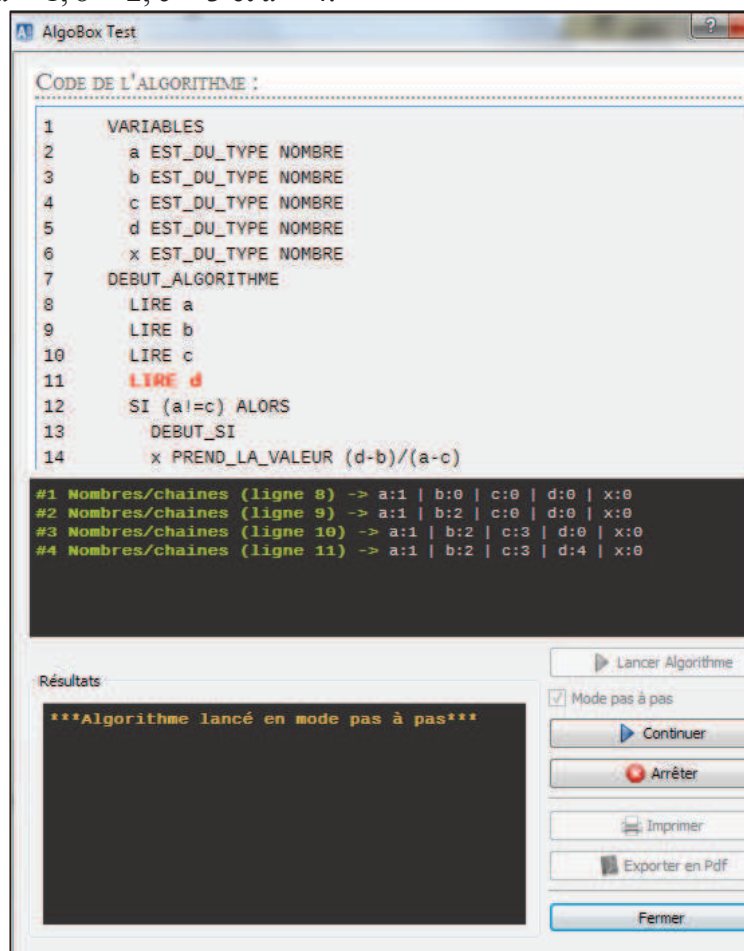 AlgoBox Test
?
CODE DE L'ALGORITHME :
1 VARIABLES
2 a EST_DU_TYPE NOMBRE
3 b EST_DU_TYPE NOMBRE
4 c EST_DU_TYPE NOMBRE
5 d EST_DU_TYPE NOMBRE
6 x EST_DU_TYPE NOMBRE
7 DEBUT_ALGORITHME
8 LIRE a
9 LIRE b
10 LIRE c
11 LIRE d
12 SI (a!=c) ALORS
13 DEBUT_SI
14 x PREND_LA_VALEUR (d-b)/(a-c)
#1 Nombres/chaines (ligne 8) -> a:1 | b:0 | c:0 | d:0 | x:0
#2 Nombres/chaines (ligne 9) -> a:1 | b:2 | c:0 | d:0 | x:0
#3 Nombres/chaines (ligne 10) -> a:1 | b:2 | c:3 | d:0 | x:0
#4 Nombres/chaines (ligne 11) -> a:1 | b:2 | c:3 | d:4 | x:0
Lancer Algorithme
Résultats
Mode pas à pas
***Algorithme lancé en mode pas à pas***
Continuer
Arrêter
Imprimer
Exporter en Pdf
Fermer